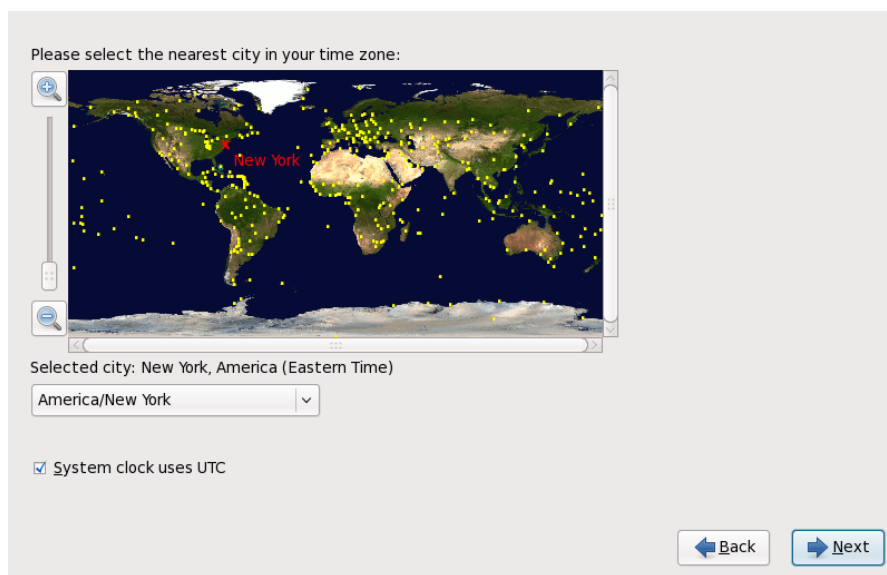 Please select the nearest city in your time zone:
New York
Selected city: New York, America (Eastern Time)
America/New York
System clock uses UTC
Back
Next